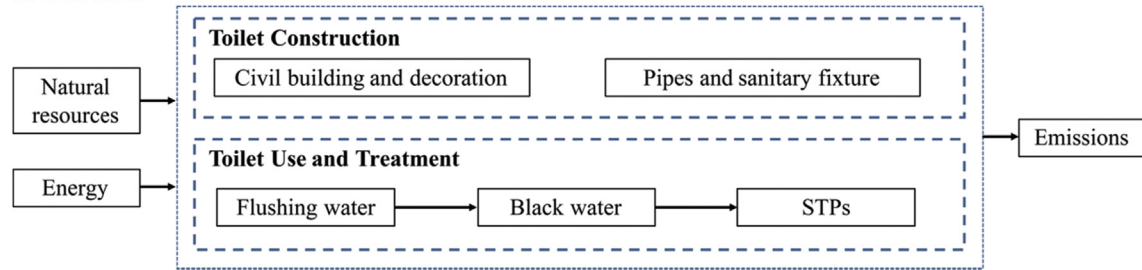 Toilet Construction
Civil building and decoration
Pipes and sanitary fixture
Natural
resources
Emissions
Toilet Use and Treatment
Energy
Flushing water
Black water
STPs